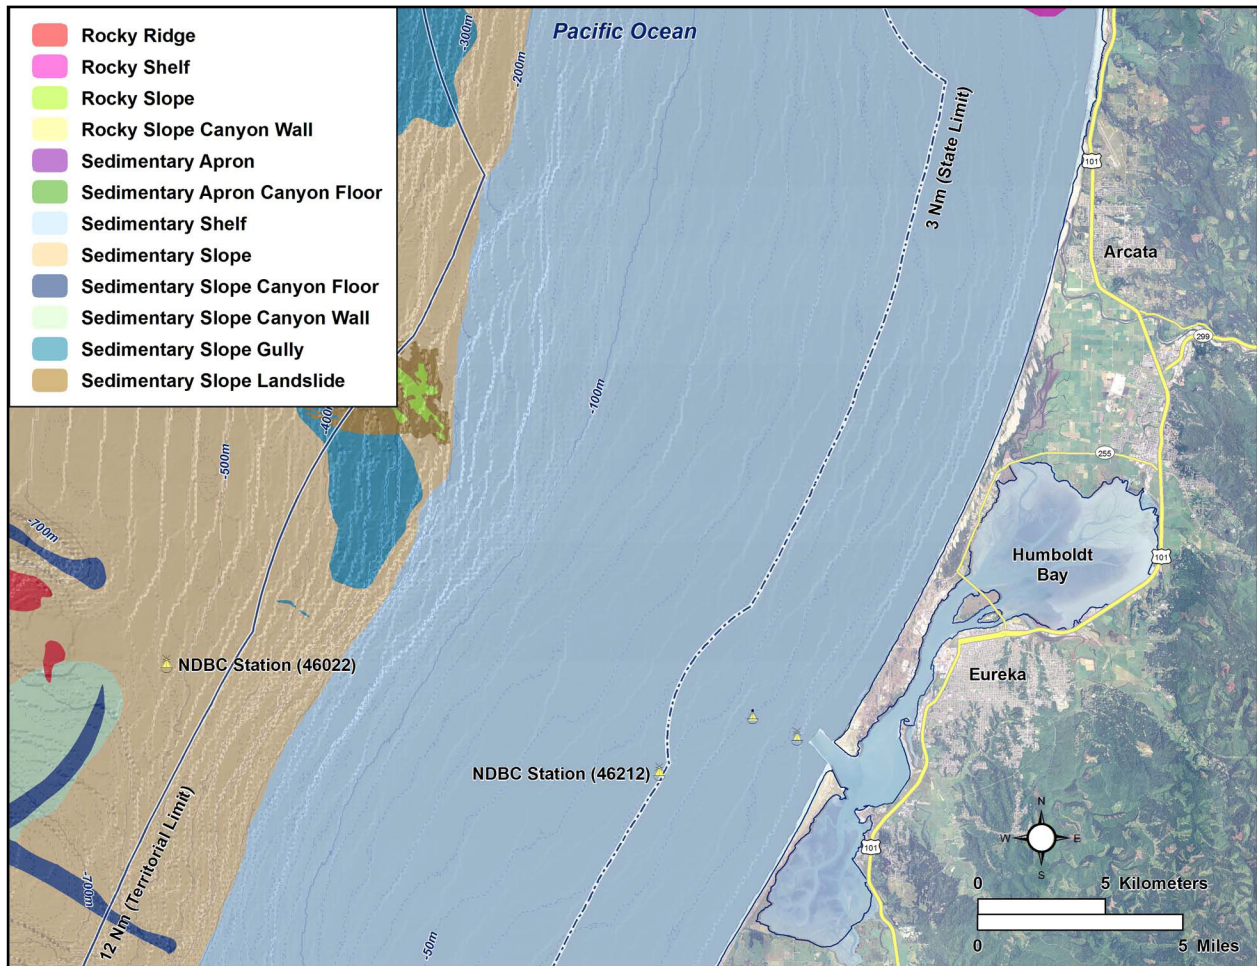 Rocky Ridge
Rocky Shelf
Rocky Slope
Rocky Slope Canyon Wall
Sedimentary Apron
Sedimentary Apron Canyon Floor
Sedimentary Shelf
Sedimentary Slope
Sedimentary Slope Canyon Floor
Sedimentary Slope Canyon Wall
Sedimentary Slope Gully
Sedimentary Slope Landslide
-300m
-200m
Pacific Ocean
3 Nm (State Limit)
101
Arcata
299
-100m
-400m
-500m
255
-700m
Humboldt
Bay
101
NDBC Station (46022)
Eureka
NDBC Station (46212)
12 Nm (Territorial Limit)
-700m
-50m
101
N
W
E
S
0
5 Kilometers
0
5 Miles